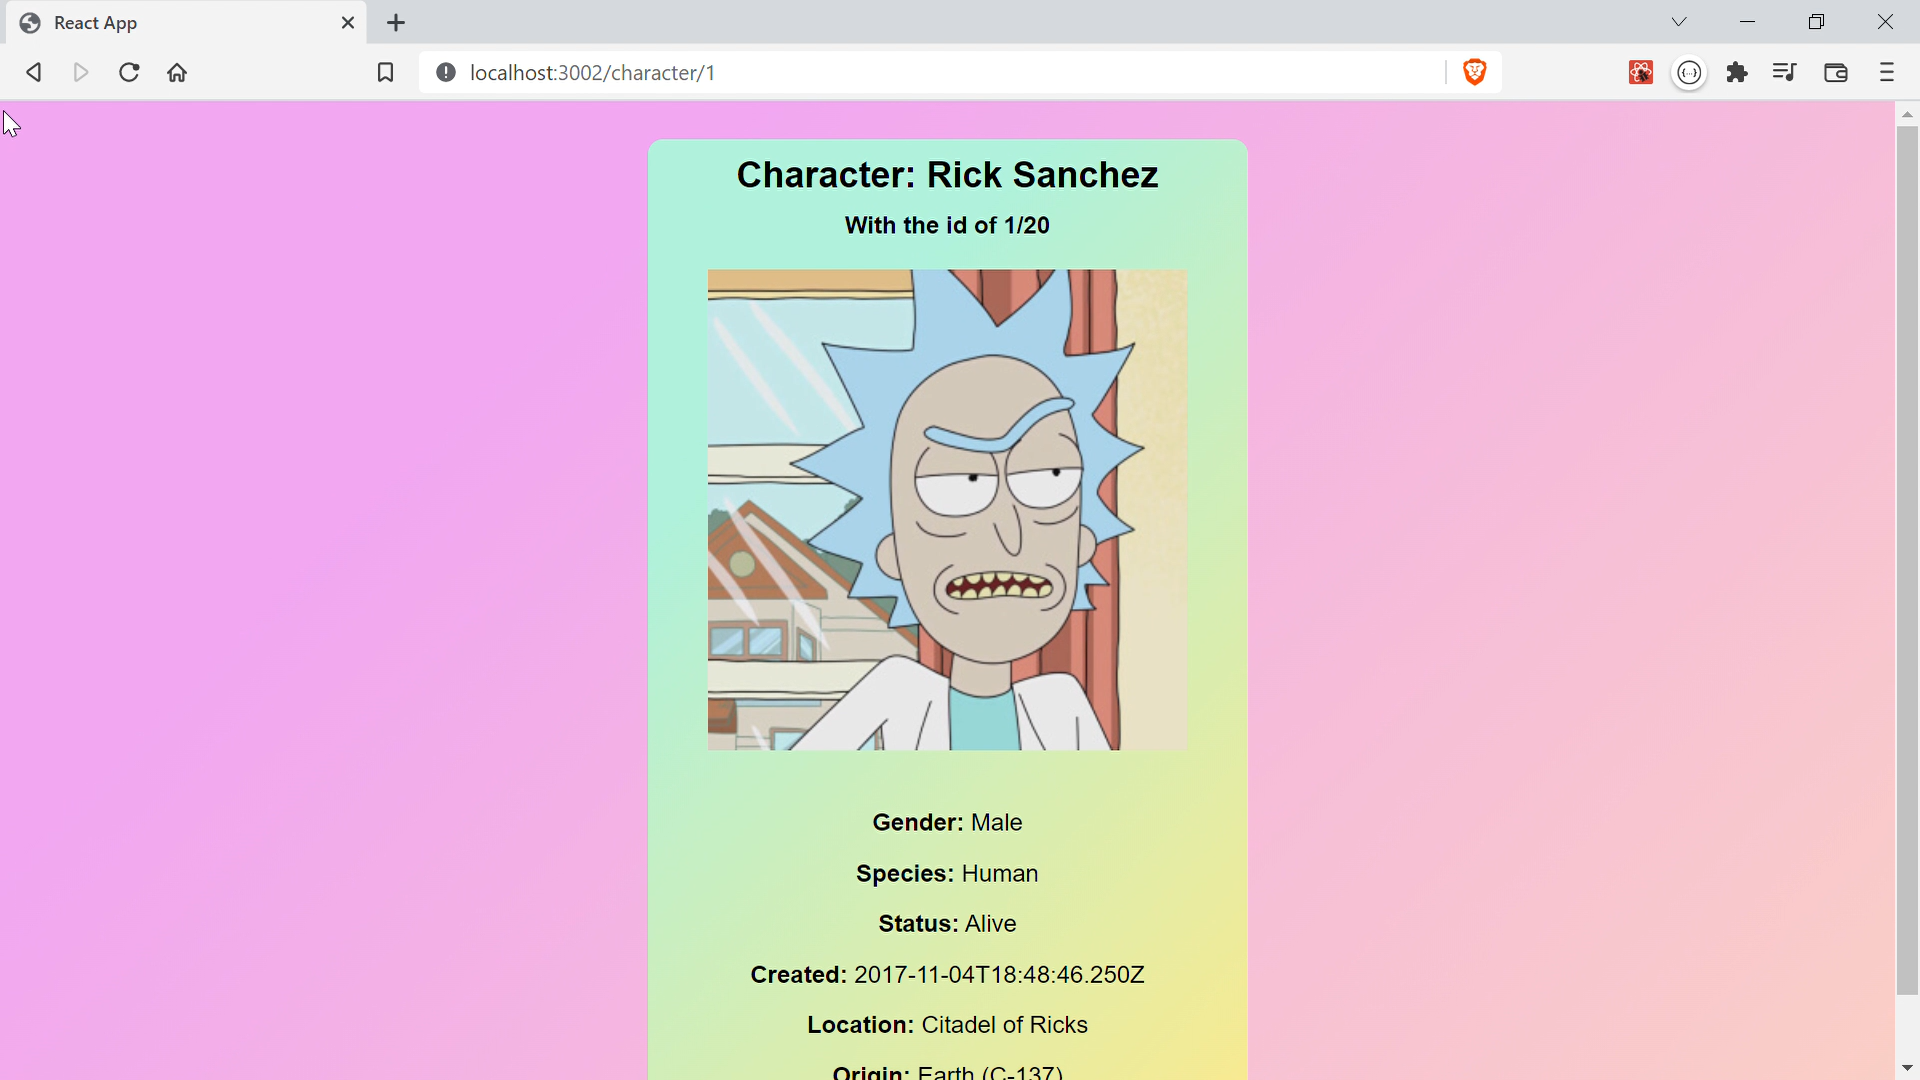 React App
localhost:3002/character/1
Character: Rick Sanchez
With the id of 1/20
Gender: Male
Species: Human
Status: Alive
Created: 2017-11-04T18:48:46.250Z
Location: Citadel of Ricks
Origin: Earth (C-137)